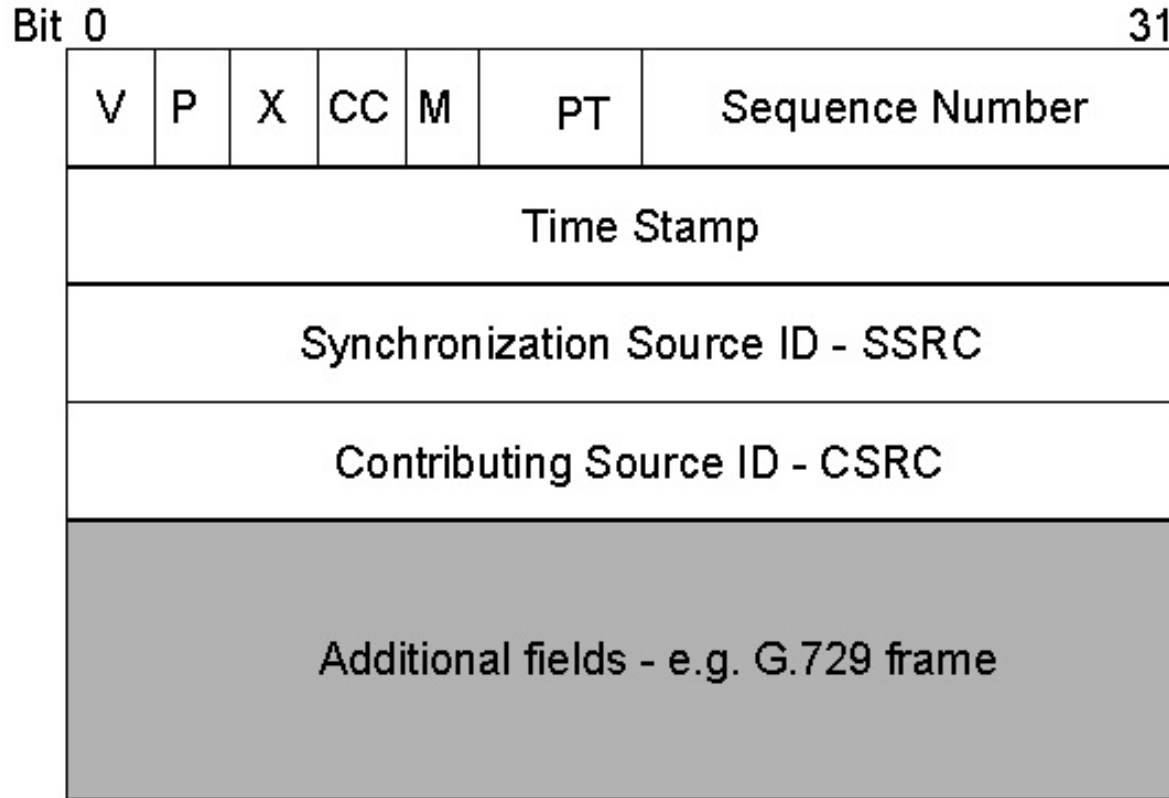 Bit 0 31
V P X CC M PT Sequence Number
Time Stamp
Synchronization Source ID - SSRC
Contributing Source ID - CSRC
Additional fields - e.g. G.729 frame